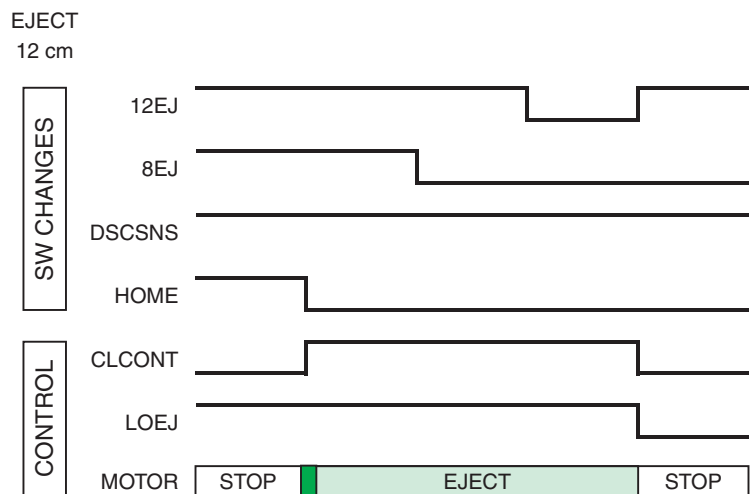 EJECT
12 cm
SW CHANGES
12EJ
8EJ
DSCSNS
HOME
CONTROL
CLCONT
LOEJ
MOTOR STOP EJECT STOP